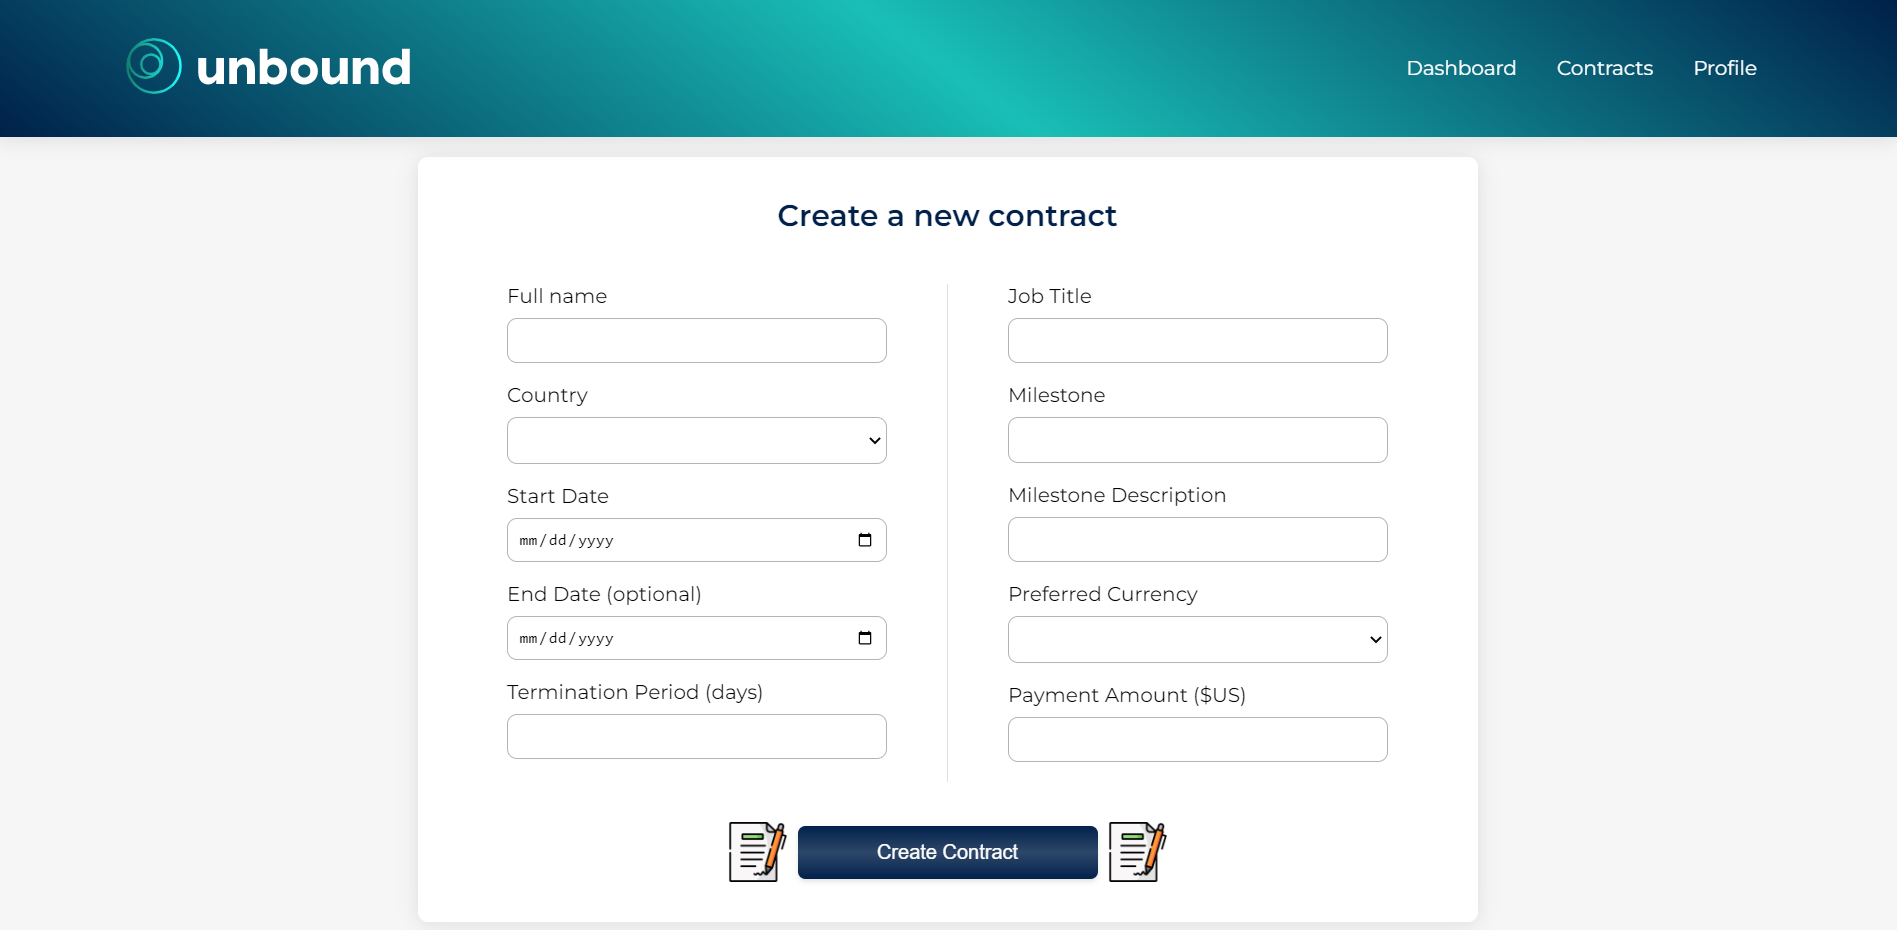 unbound
Dashboard Contracts Profile
Create a new contract
Full name
Country
Start Date
mm/dd/yyyy
End Date (optional)
mm/dd/yyyy
Termination Period (days)
Job Title
Milestone
Milestone Description
Preferred Currency
Payment Amount ($US)
Create Contract